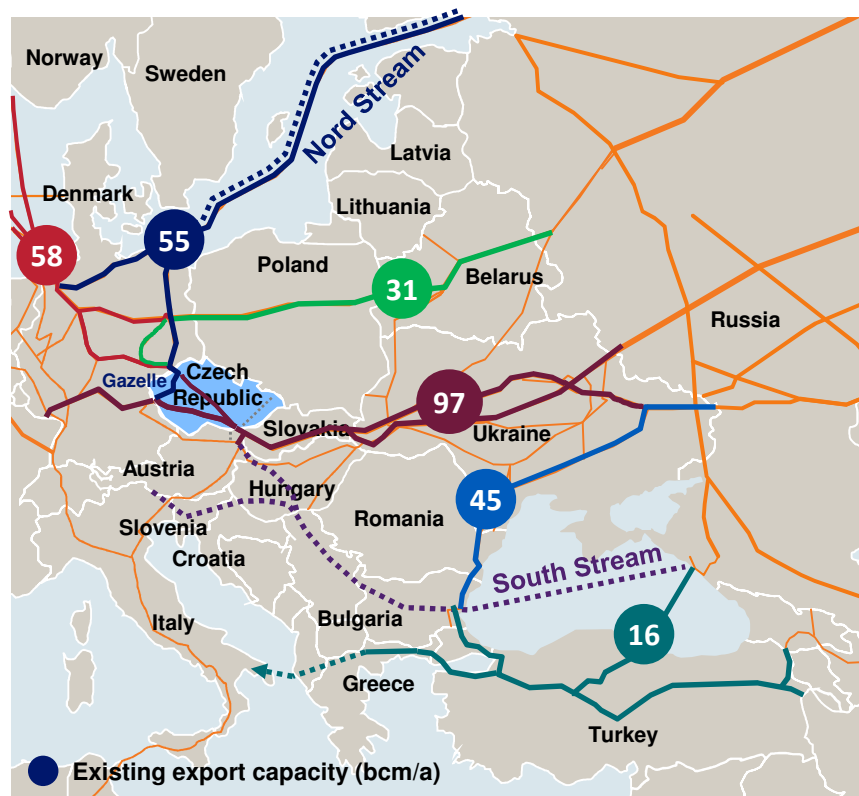 Norway
Sweden
Nord Stream
Latvia
Denmark
Lithuania
55
58
Poland
31
Belarus
Russia
Gazelle
Czech
Republic
97
Slovakia
Ukraine
Austria
Hungary
45
Romania
Slovenia
Croatia
South Stream
Bulgaria
Italy
16
Greece
Turkey
Existing export capacity (bcm/a)